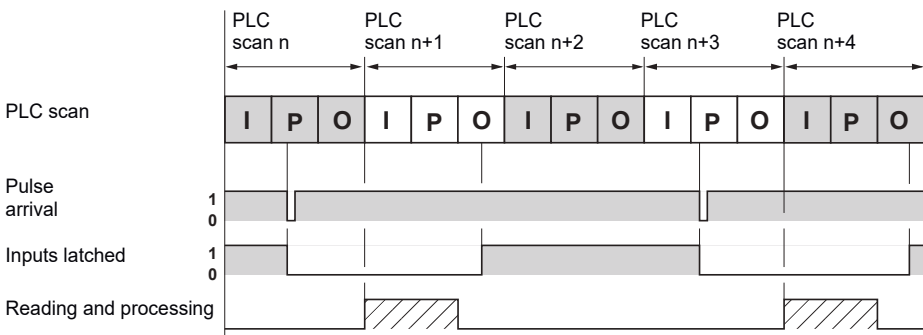 PLC scan n
PLC scan n+1
PLC scan n+2
PLC scan n+3
PLC scan n+4
PLC scan
I P O I P O I P O I P O I P O
Pulse arrival
1
0
Inputs latched
1
0
Reading and processing